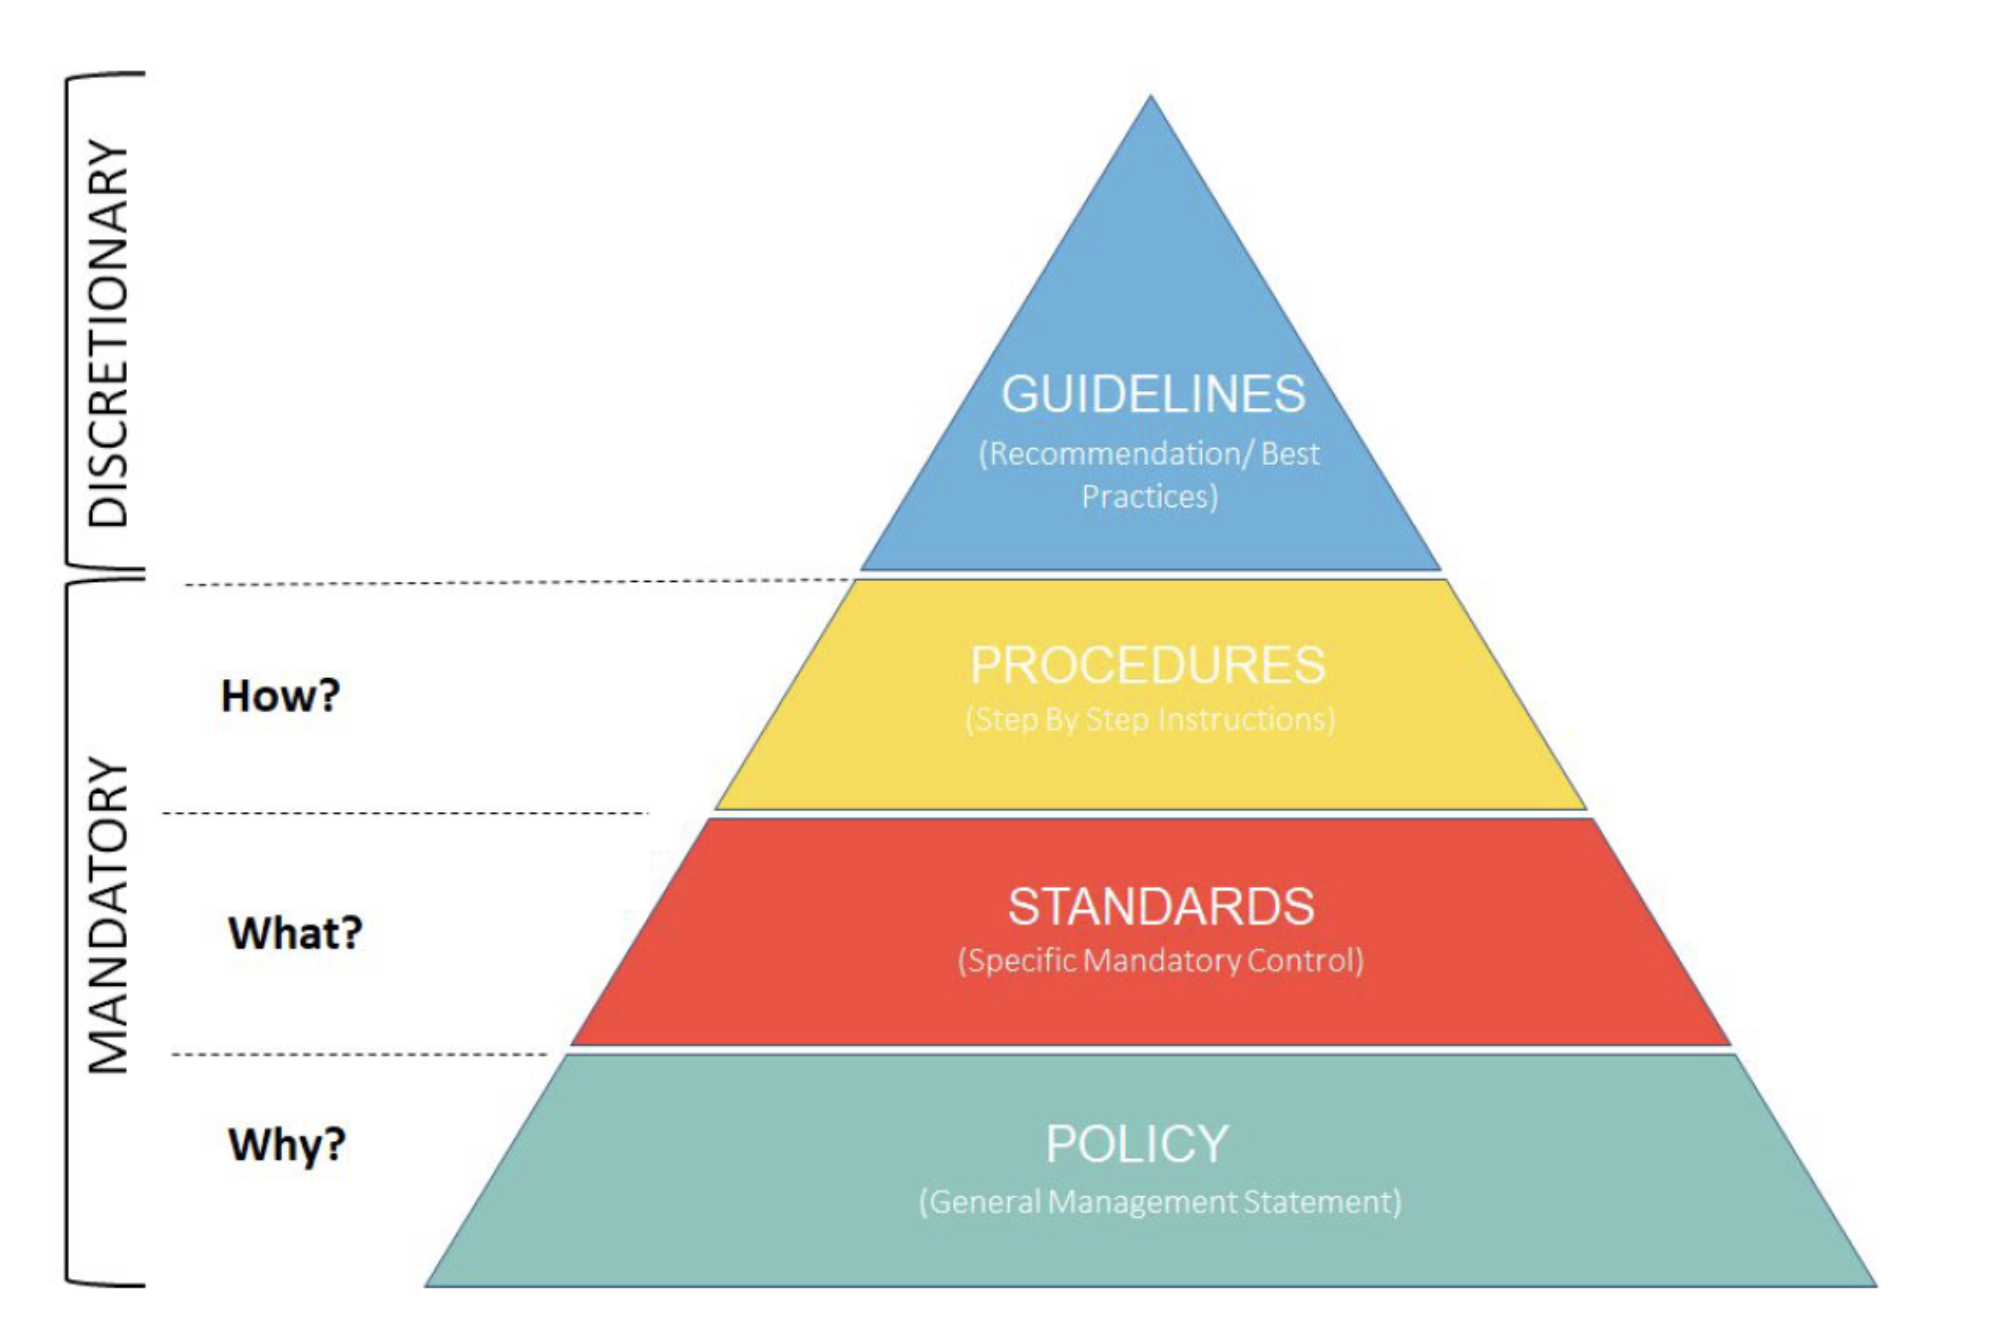 DISCRETIONARY
GUIDELINES
(Recommendation/ Best
Practices)
MANDATORY
How?
PROCEDURES
(Step By Step Instructions)
What?
STANDARDS
(Specific Mandatory Control)
Why?
POLICY
(General Management Statement)